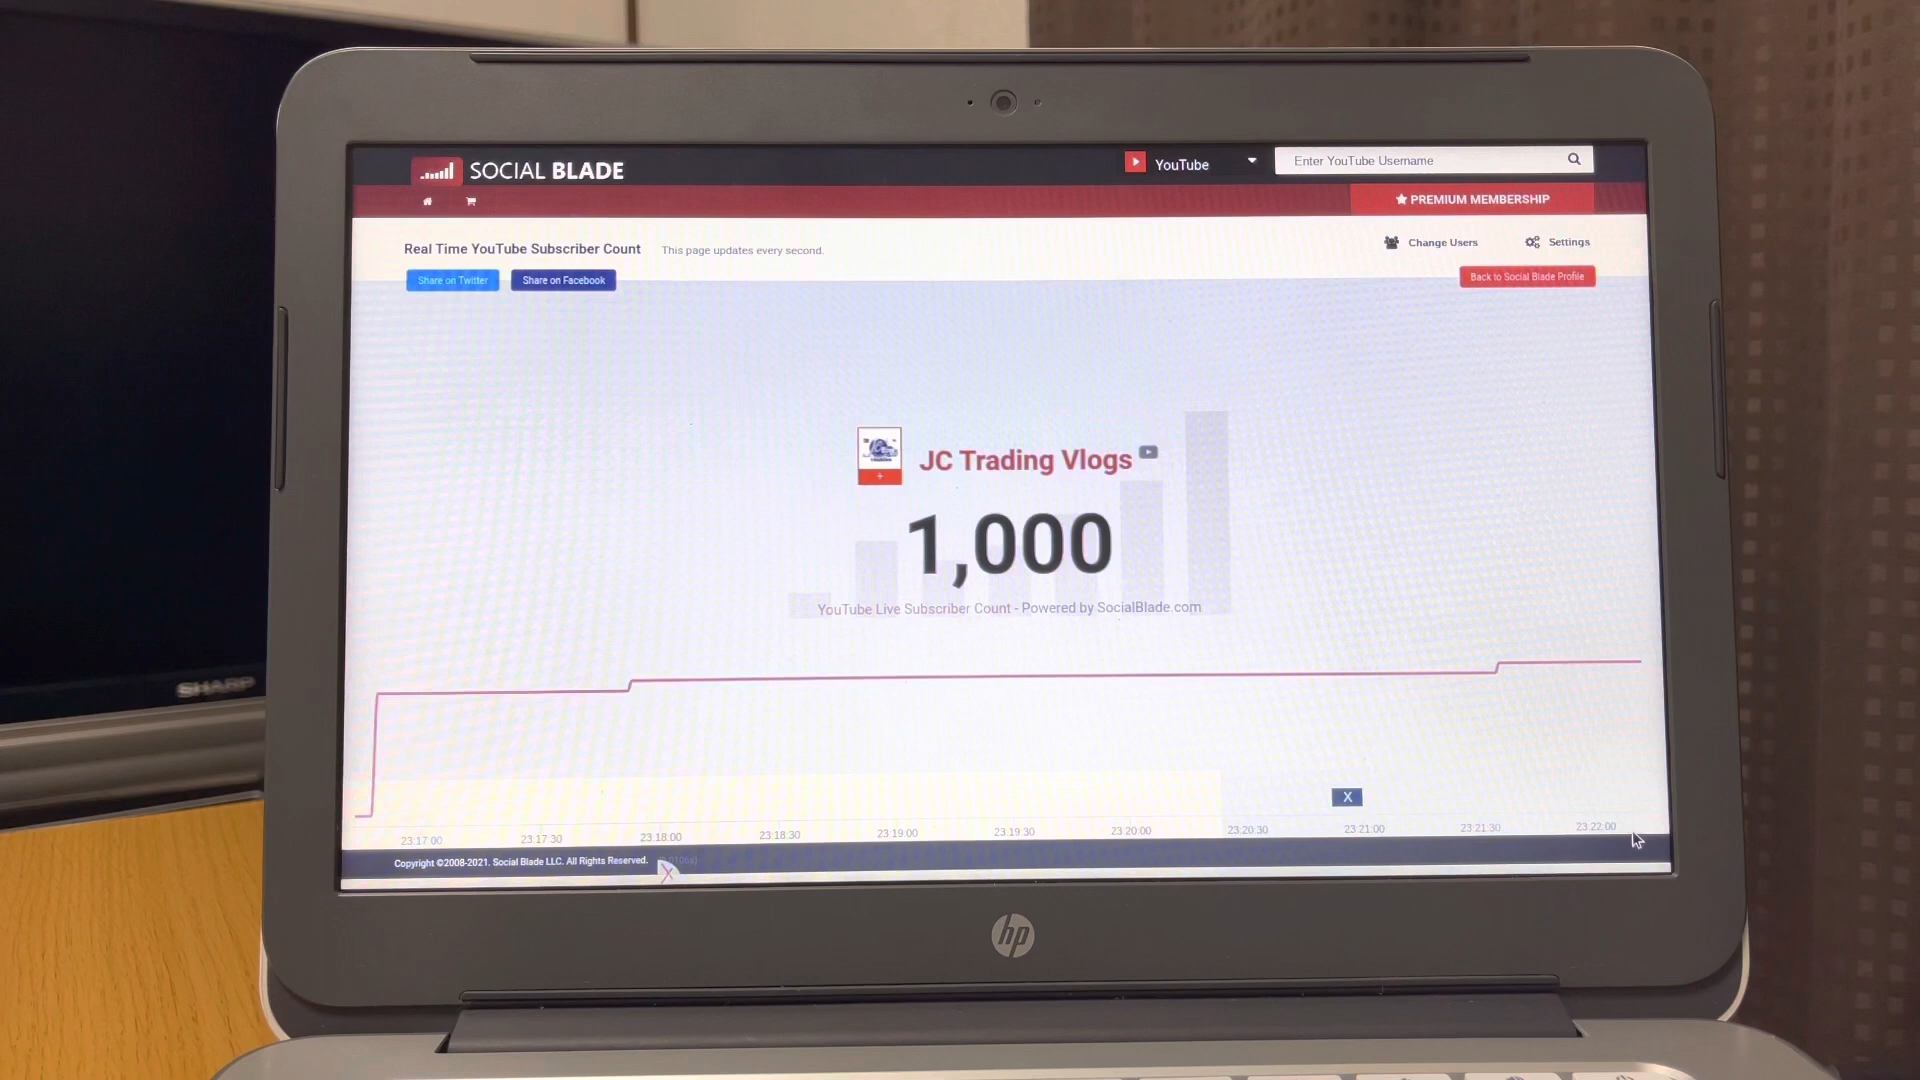 SOCIAL BLADE
YouTube
Enter YouTube Username
PREMIUM MEMBERSHIP
Real Time YouTube Subscriber Count
This page updates every second.
Change Users
Settings
Share on Twitter
Share on Facebook
Back to Social Blade Profile
JC Trading Vlogs
+
1,000
YouTube Live Subscriber Count - Powered by SocialBlade.com
X
23:17:00 23:17:30 23:18:00 23:18:30 23:19:00 23:19:30 23:20:00 23:20:30 23:21:00 23:21:30 23:22:00
Copyright ©2008-2021. Social Blade LLC. All Rights Reserved.
X
SHARP
hp